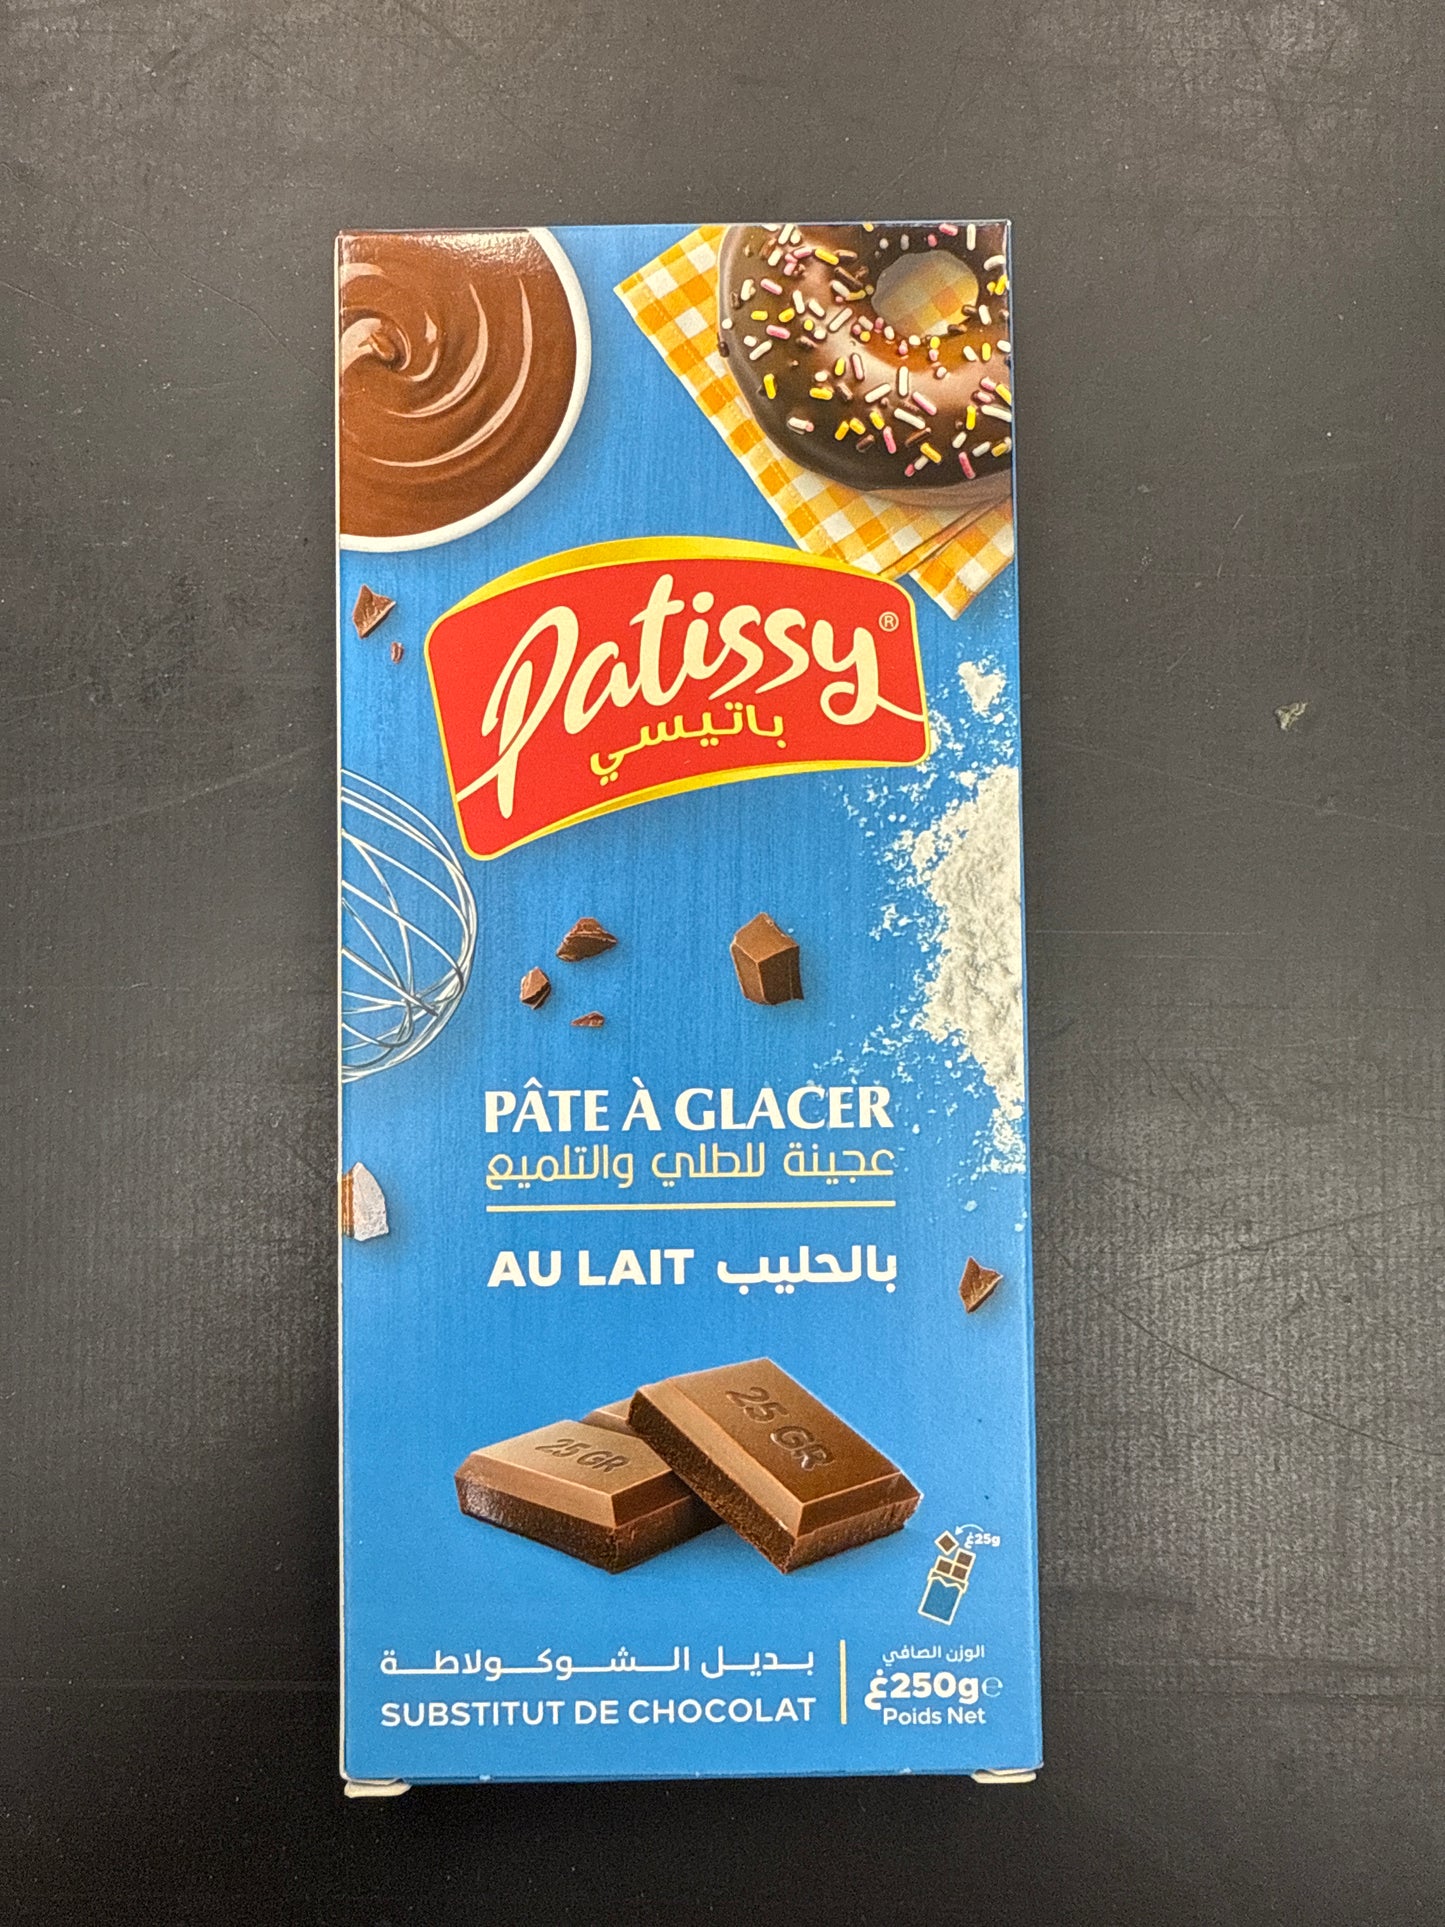 Patissy®
باتيسي
PÂTE À GLACER
عجينة للطلي والتلميع
AU LAIT بالحليب
25 GR
25 GR
25g غ
بديل الشوكولاطة
SUBSTITUT DE CHOCOLAT
الوزن الصافي
250g غ ℮
Poids Net